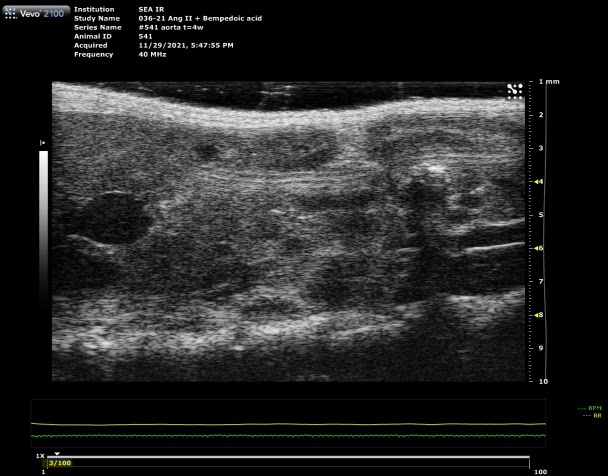 Vevo 2100
Institution SEA IR
Study Name 036-21 Ang II + Bempedoic acid
Series Name #541 aorta t=4w
Animal ID 541
Acquired 11/29/2021, 5:47:55 PM
Frequency 40 MHz
1 mm
2
3
4
5
6
7
8
9
10
BPM
RR
1X
3/100
1 100